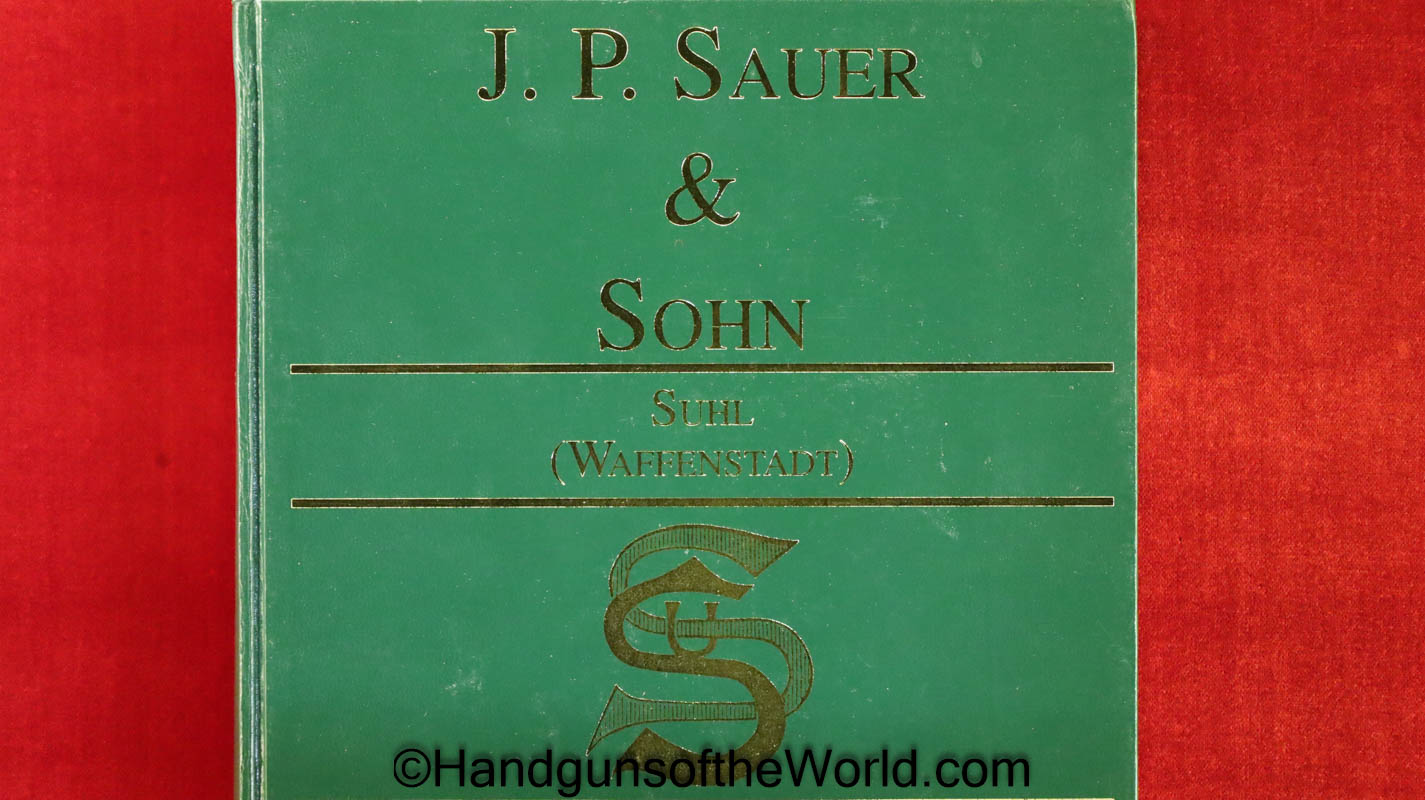 J. P. SAUER
&
SOHN
SUHL
(WAFFENSTADT)
S U S
©HandgunsoftheWorld.com